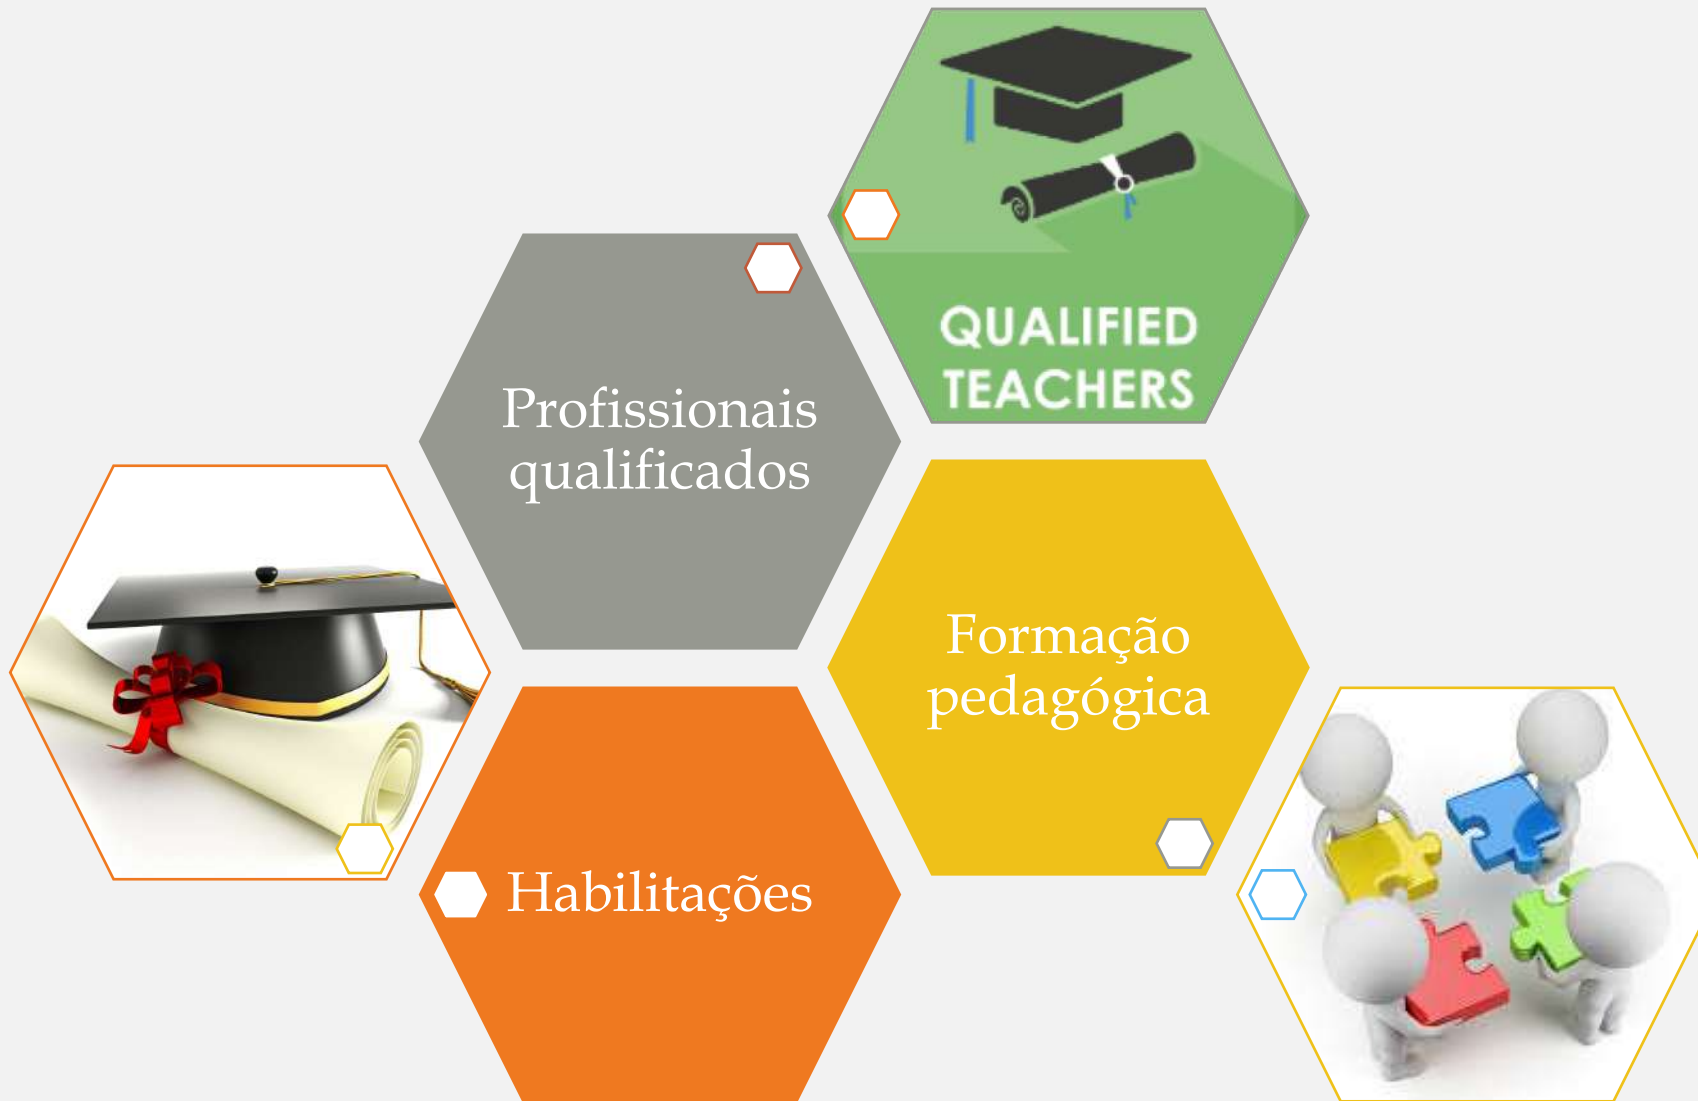 QUALIFIED
TEACHERS
Profissionais
qualificados
Formação
pedagógica
Habilitações